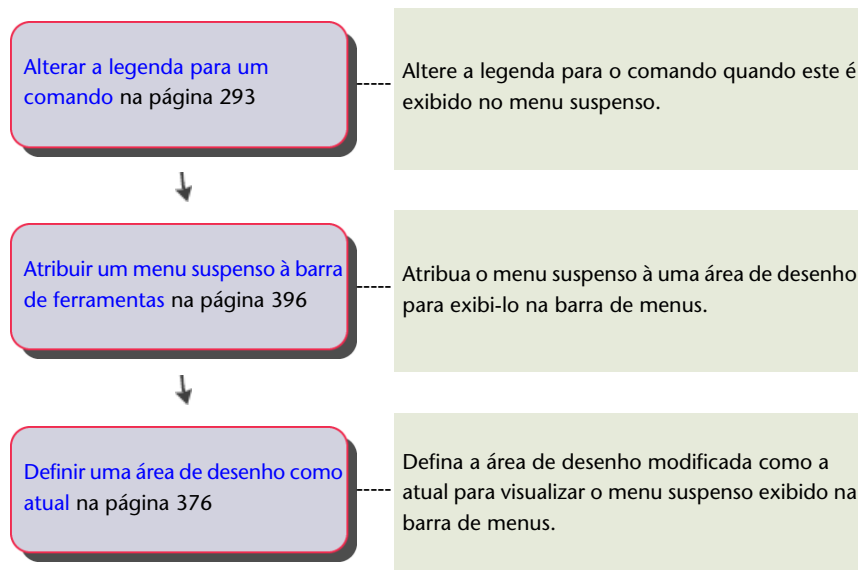 Alterar a legenda para um
comando na página 293
Altere a legenda para o comando quando este é
exibido no menu suspenso.
Atribuir um menu suspenso à barra
de ferramentas na página 396
Atribua o menu suspenso à uma área de desenho
para exibi-lo na barra de menus.
Definir uma área de desenho como
atual na página 376
Defina a área de desenho modificada como a
atual para visualizar o menu suspenso exibido na
barra de menus.